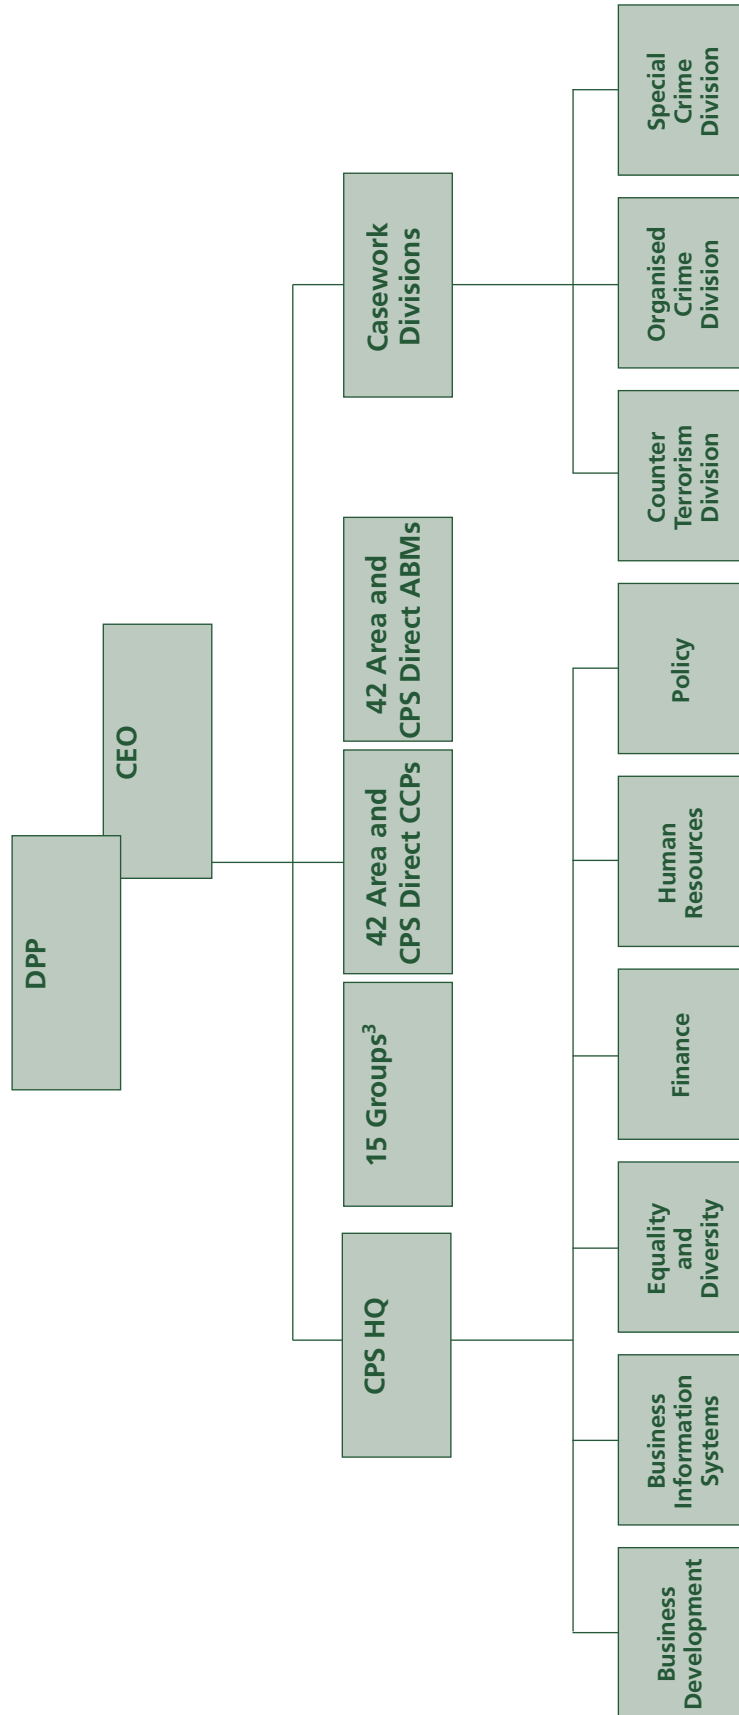 DPP
CEO
CPS HQ
15 Groups³
42 Area and
CPS Direct CCPs
42 Area and
CPS Direct ABMs
Casework
Divisions
Business
Development
Business
Information
Systems
Equality
and
Diversity
Finance
Human
Resources
Policy
Counter
Terrorism
Division
Organised
Crime
Division
Special
Crime
Division